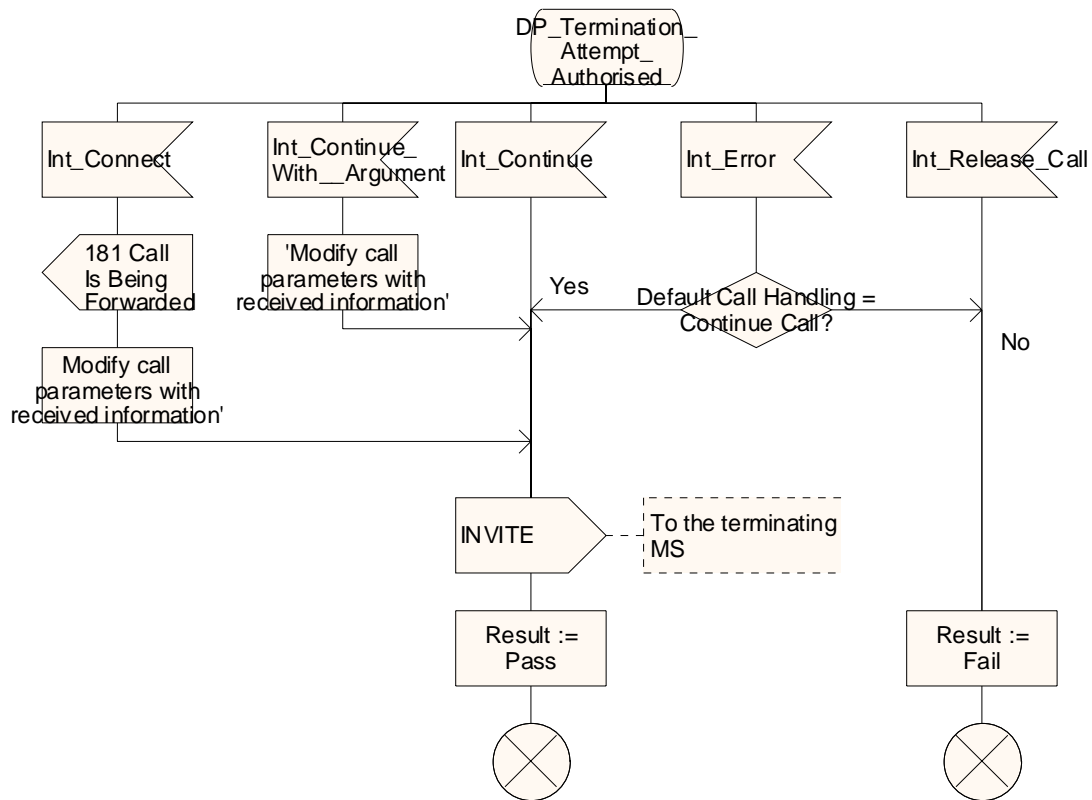 DP_Termination_
Attempt_
Authorised
Int_Connect
Int_Continue_
With__Argument
Int_Continue
Int_Error
Int_Release_Call
181 Call
Is Being
Forwarded
'Modify call
parameters with
received information'
Yes
Default Call Handling =
Continue Call?
No
Modify call
parameters with
received information'
INVITE
To the terminating
MS
Result :=
Pass
Result :=
Fail